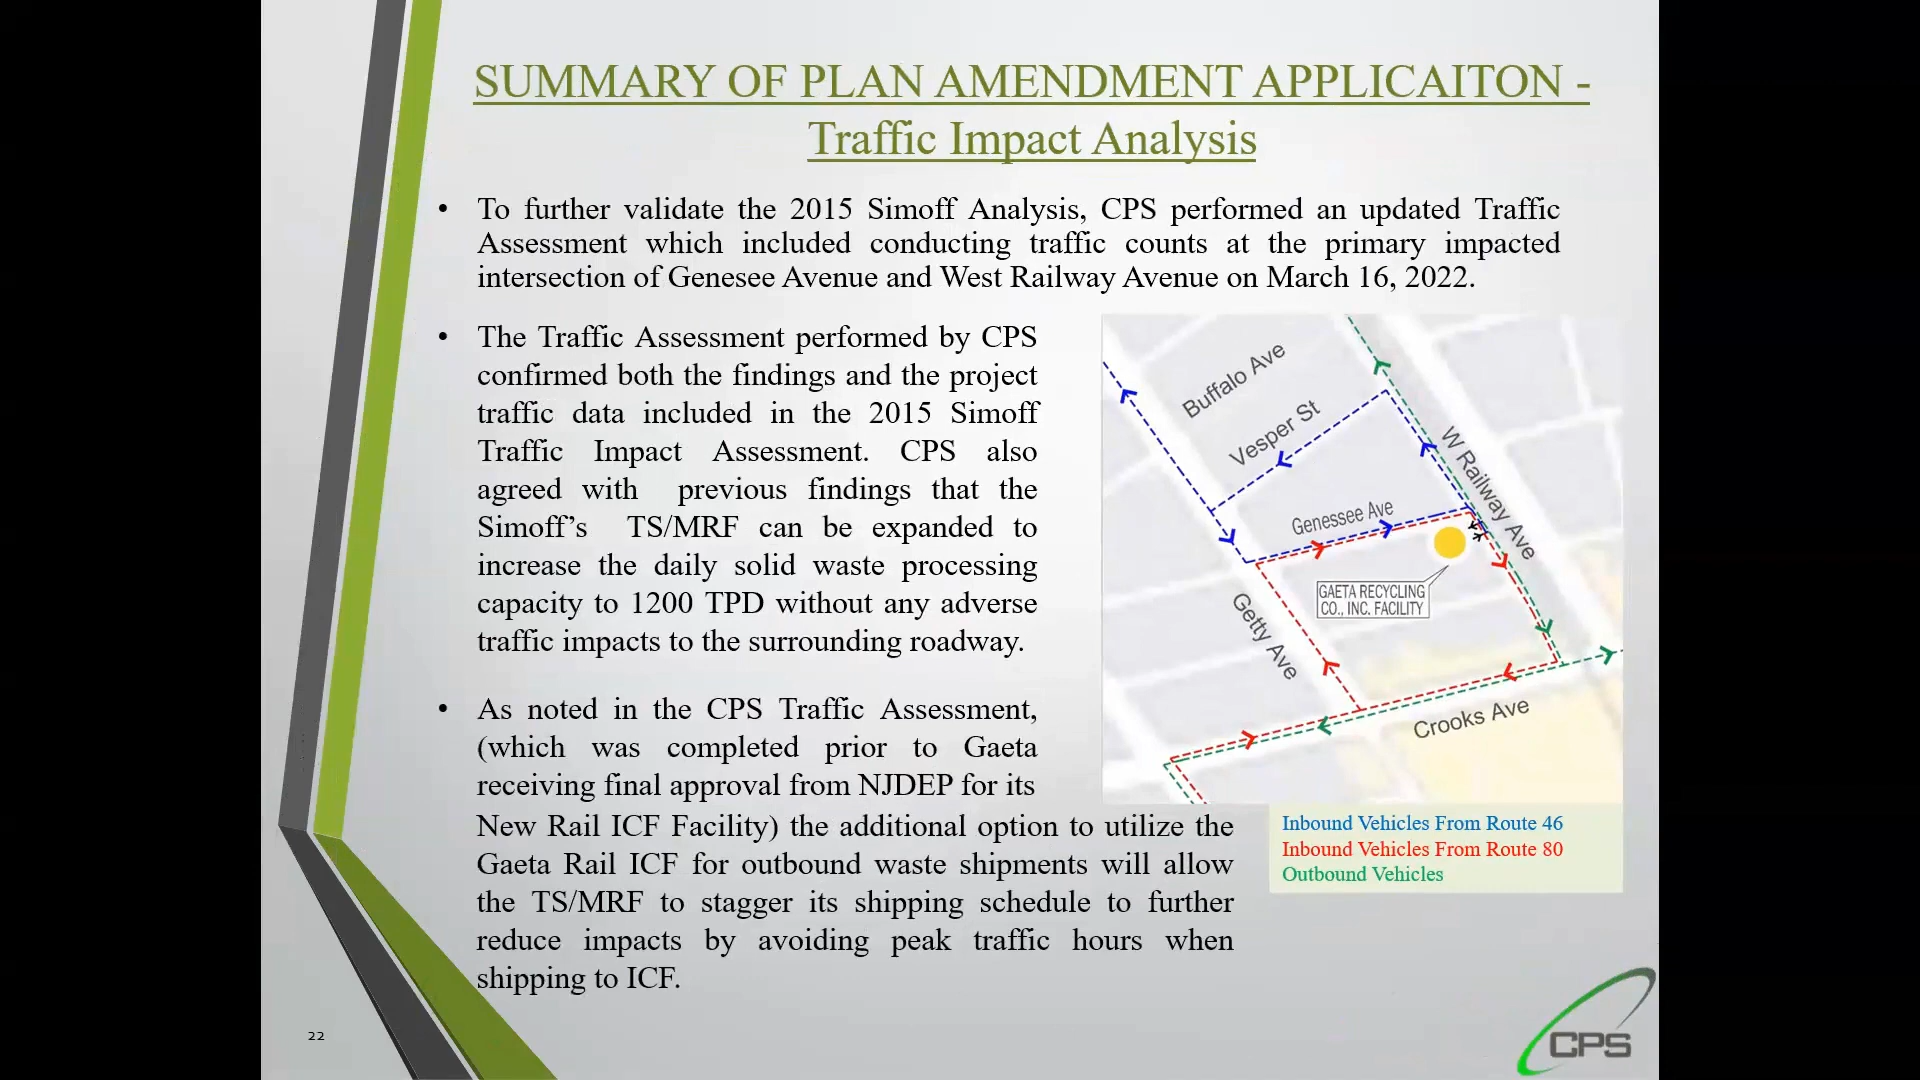 SUMMARY OF PLAN AMENDMENT APPLICAITON -
Traffic Impact Analysis
• To further validate the 2015 Simoff Analysis, CPS performed an updated Traffic
Assessment which included conducting traffic counts at the primary impacted
intersection of Genesee Avenue and West Railway Avenue on March 16, 2022.
• The Traffic Assessment performed by CPS
confirmed both the findings and the project
traffic data included in the 2015 Simoff
Traffic Impact Assessment. CPS also
agreed with previous findings that the
Simoff’s TS/MRF can be expanded to
increase the daily solid waste processing
capacity to 1200 TPD without any adverse
traffic impacts to the surrounding roadway.
• As noted in the CPS Traffic Assessment,
(which was completed prior to Gaeta
receiving final approval from NJDEP for its
New Rail ICF Facility) the additional option to utilize the
Gaeta Rail ICF for outbound waste shipments will allow
the TS/MRF to stagger its shipping schedule to further
reduce impacts by avoiding peak traffic hours when
shipping to ICF.
Buffalo Ave
Vesper St
W Railway Ave
Genessee Ave
GAETA RECYCLING
CO., INC. FACILITY
Getty Ave
Crooks Ave
Inbound Vehicles From Route 46
Inbound Vehicles From Route 80
Outbound Vehicles
22
CPS